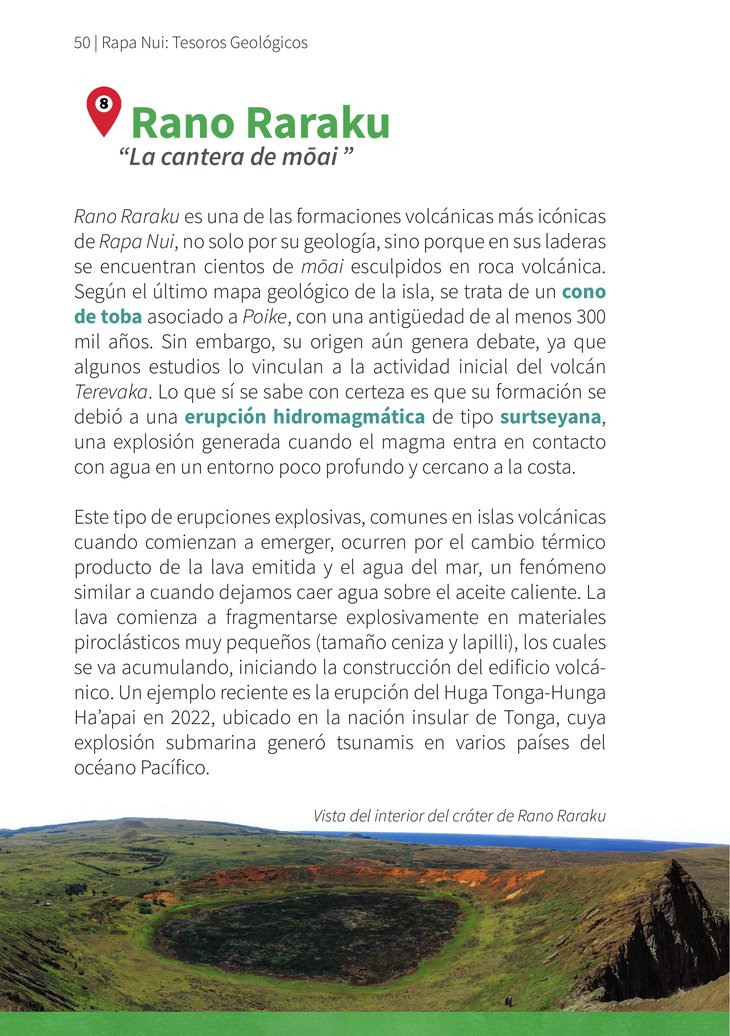 50 | Rapa Nui: Tesoros Geológicos
8
Rano Raraku
“La cantera de mōai ”
Rano Raraku es una de las formaciones volcánicas más icónicas
de Rapa Nui, no solo por su geología, sino porque en sus laderas
se encuentran cientos de mōai esculpidos en roca volcánica.
Según el último mapa geológico de la isla, se trata de un cono
de toba asociado a Poike, con una antigüedad de al menos 300
mil años. Sin embargo, su origen aún genera debate, ya que
algunos estudios lo vinculan a la actividad inicial del volcán
Terevaka. Lo que sí se sabe con certeza es que su formación se
debió a una erupción hidromagmática de tipo surtseyana,
una explosión generada cuando el magma entra en contacto
con agua en un entorno poco profundo y cercano a la costa.
Este tipo de erupciones explosivas, comunes en islas volcánicas
cuando comienzan a emerger, ocurren por el cambio térmico
producto de la lava emitida y el agua del mar, un fenómeno
similar a cuando dejamos caer agua sobre el aceite caliente. La
lava comienza a fragmentarse explosivamente en materiales
piroclásticos muy pequeños (tamaño ceniza y lapilli), los cuales
se va acumulando, iniciando la construcción del edificio volcá-
nico. Un ejemplo reciente es la erupción del Huga Tonga-Hunga
Ha’apai en 2022, ubicado en la nación insular de Tonga, cuya
explosión submarina generó tsunamis en varios países del
océano Pacífico.
Vista del interior del cráter de Rano Raraku